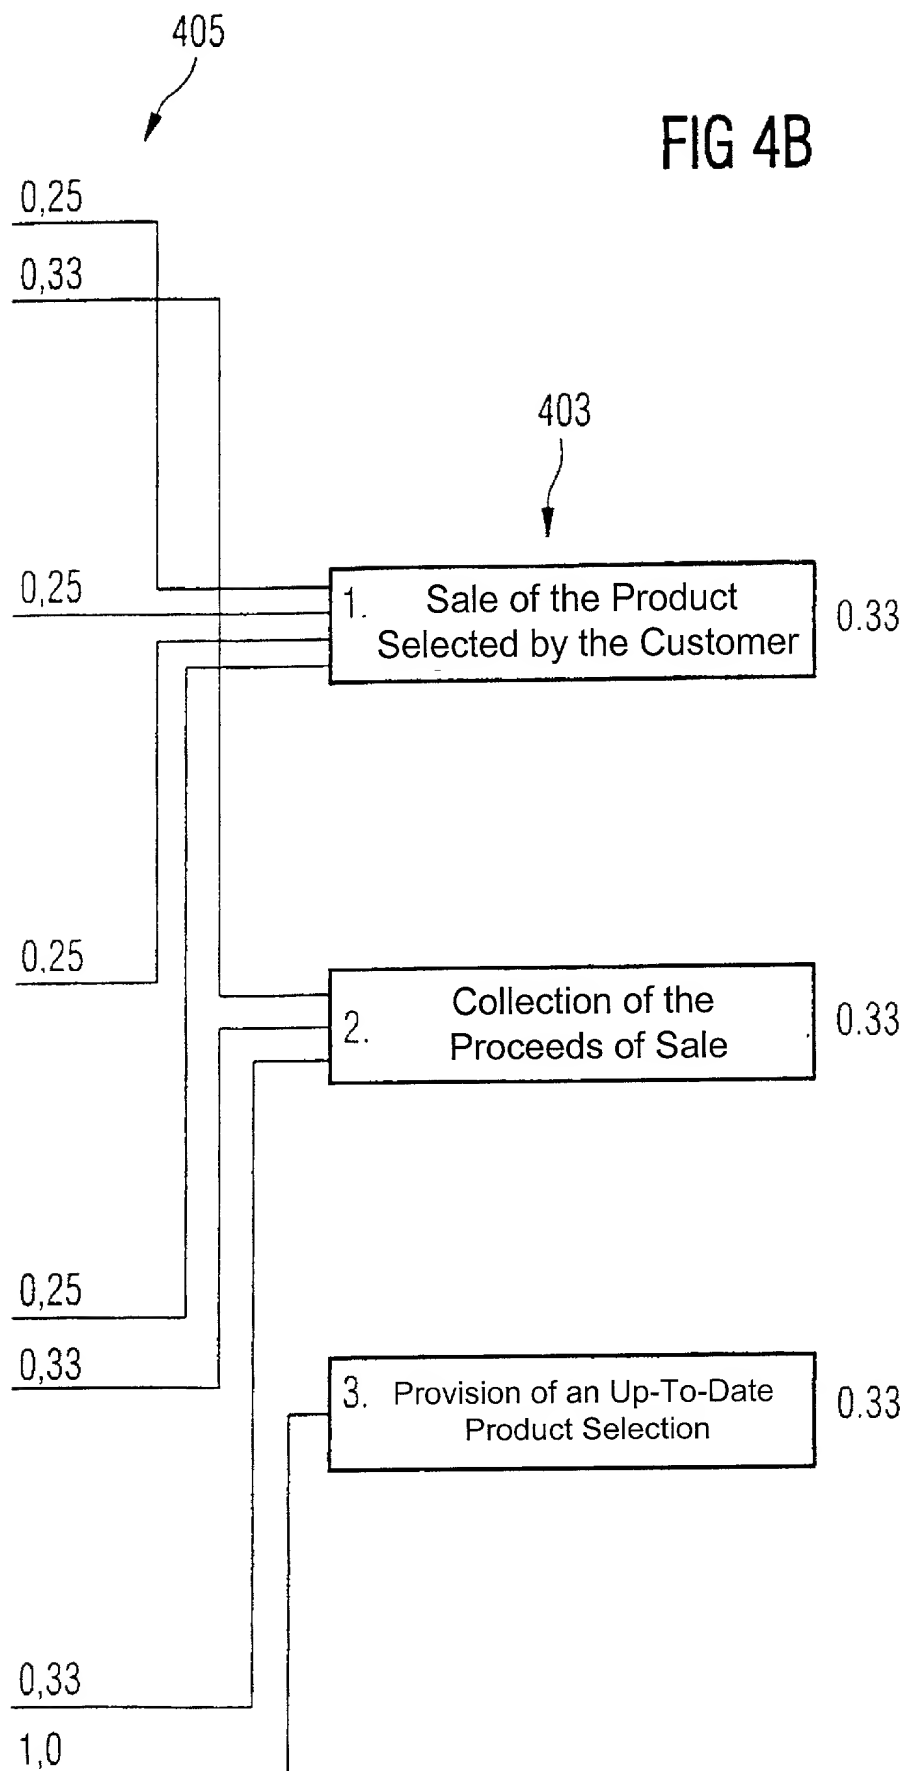 405
FIG 4B
0,25
0,33
403
0,25
1. Sale of the Product
Selected by the Customer
0.33
0,25
2. Collection of the
Proceeds of Sale
0.33
0,25
0,33
3. Provision of an Up-To-Date
Product Selection
0.33
0,33
1,0